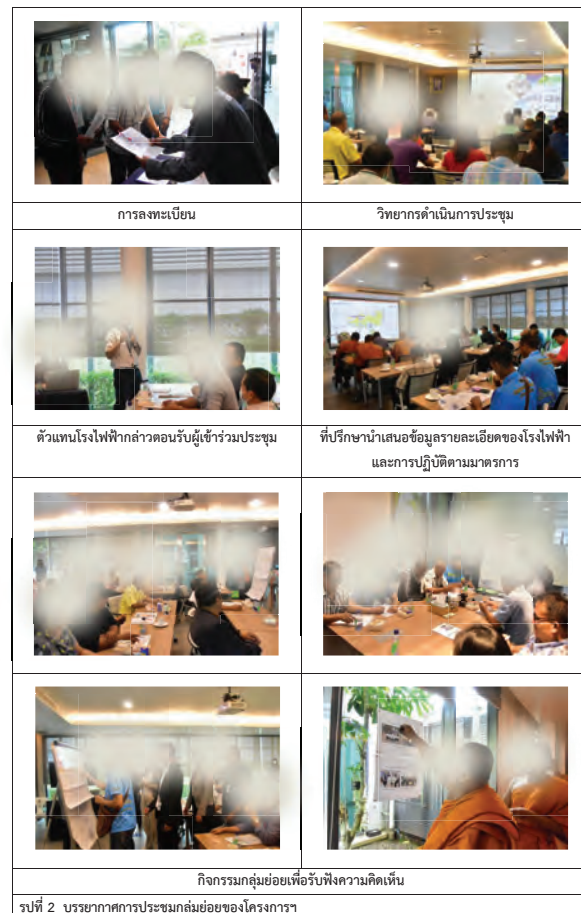 การลงทะเบียน
วิทยากรดำเนินการประชุม
ตัวแทนโรงไฟฟ้ากล่าวตอนรับผู้เข้าร่วมประชุม
ที่ปรึกษานำเสนอข้อมูลรายละเอียดของโรงไฟฟ้า
และการปฏิบัติตามมาตรการ
กิจกรรมกลุ่มย่อยเพื่อรับฟังความคิดเห็น
รูปที่ 2 บรรยากาศการประชุมกลุ่มย่อยของโครงการฯ